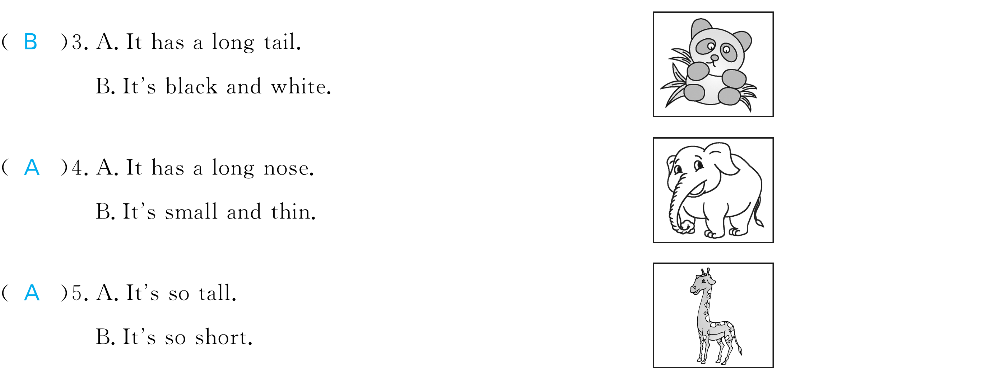 ( B )3. A. It has a long tail.
B. It's black and white.
( A )4. A. It has a long nose.
B. It's small and thin.
( A )5. A. It's so tall.
B. It's so short.